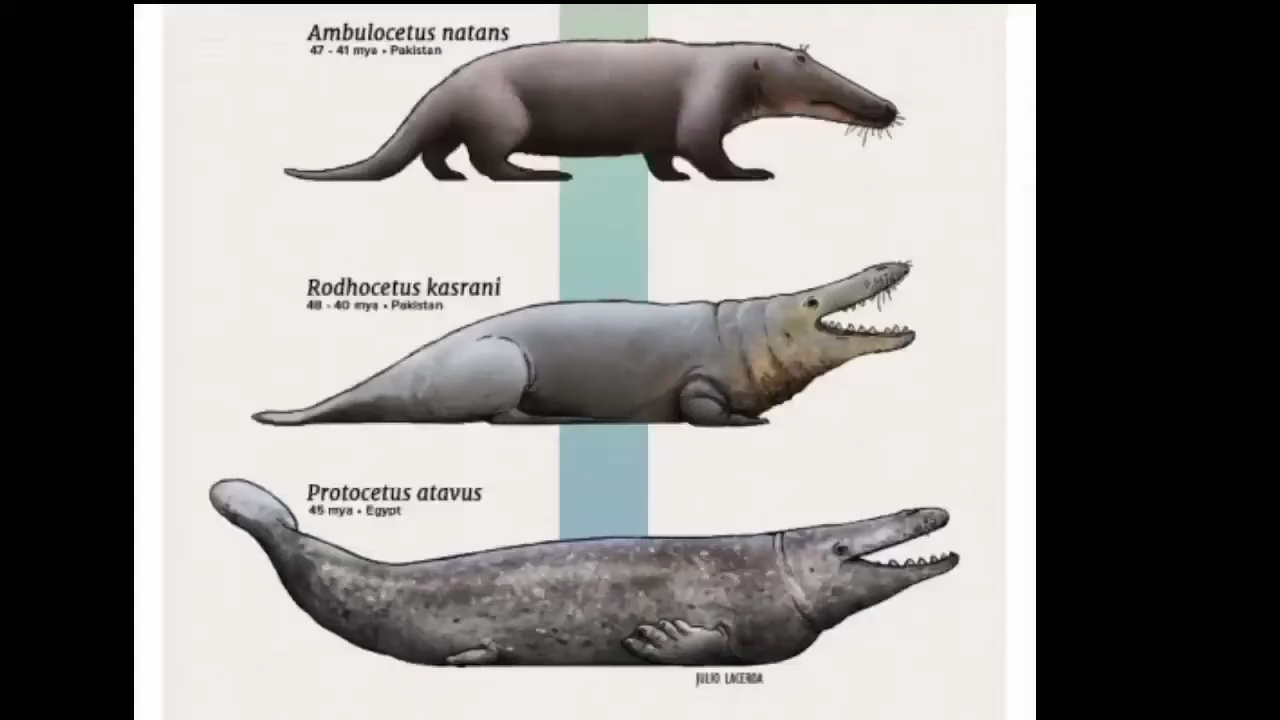 Ambulocetus natans
47 - 41 mya • Pakistan
Rodhocetus kasrani
48 - 40 mya • Pakistan
Protocetus atavus
45 mya • Egypt
JULIO LACERDA